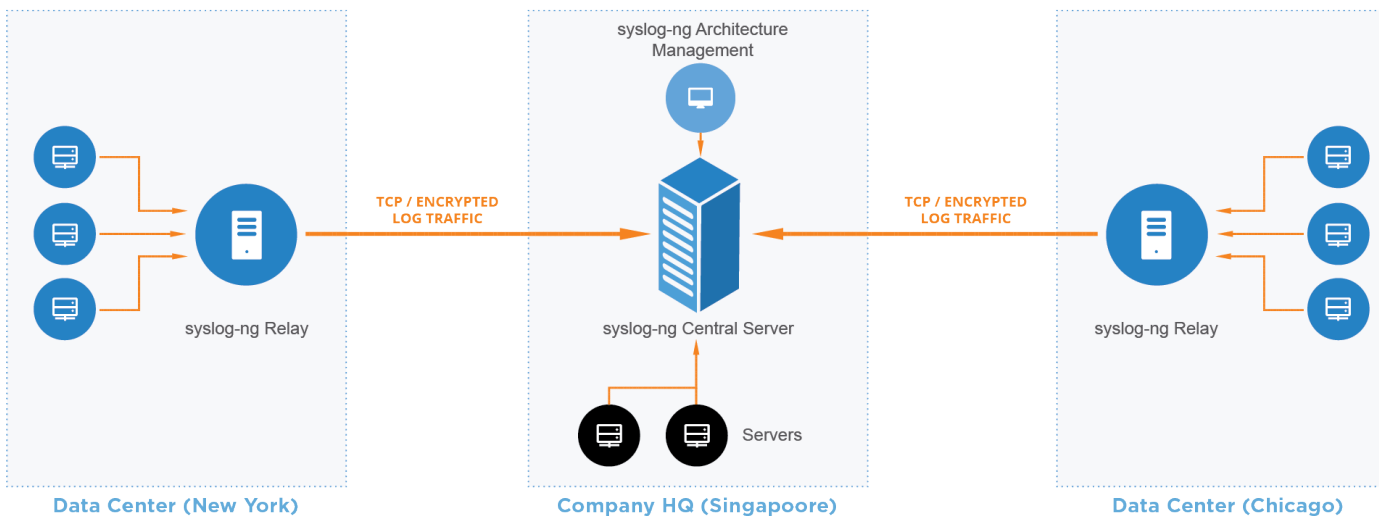 syslog-ng Architecture
Management
TCP / ENCRYPTED
LOG TRAFFIC
TCP / ENCRYPTED
LOG TRAFFIC
syslog-ng Relay
syslog-ng Central Server
syslog-ng Relay
Servers
Data Center (New York)
Company HQ (Singapoore)
Data Center (Chicago)